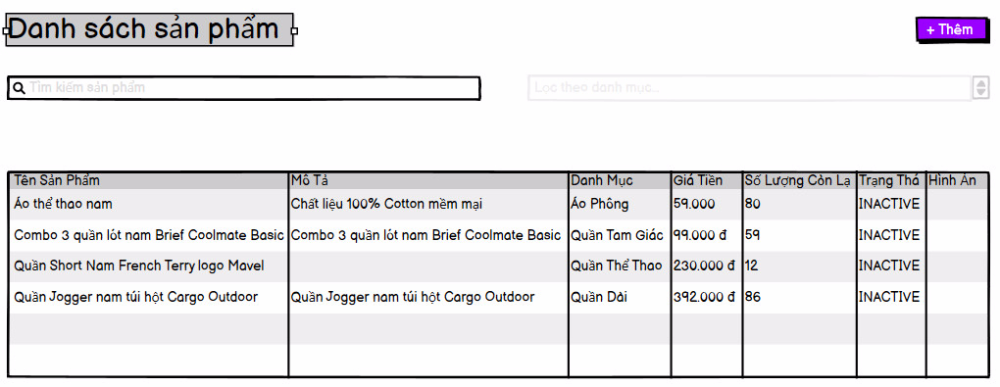 Danh sách sản phẩm
+ Thêm
Tìm kiếm sản phẩm
Lọc theo danh mục...
Tên Sản Phẩm Mô Tả Danh Mục Giá Tiền Số Lượng Còn Lạ Trạng Thá Hình Ản
Áo thể thao nam Chất liệu 100% Cotton mềm mại Áo Phông 59.000 80 INACTIVE
Combo 3 quần lót nam Brief Coolmate Basic Combo 3 quần lót nam Brief Coolmate Basic Quần Tam Giác 99.000 đ 59 INACTIVE
Quần Short Nam French Terry logo Mavel Quần Thể Thao 230.000 đ 12 INACTIVE
Quần Jogger nam túi hột Cargo Outdoor Quần Jogger nam túi hột Cargo Outdoor Quần Dài 392.000 đ 86 INACTIVE